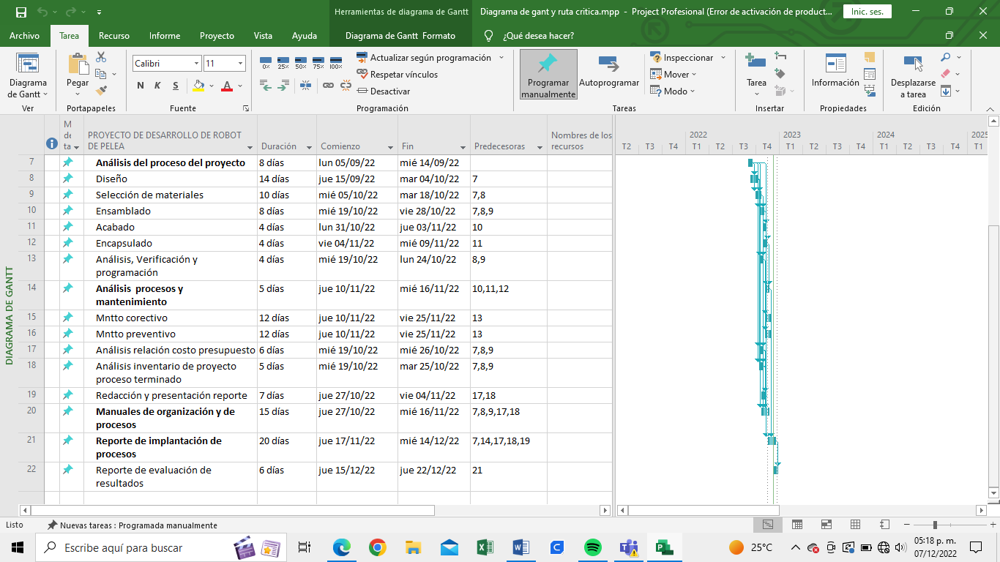 Herramientas de diagrama de Gantt
Diagrama de gant y ruta critica.mpp - Project Profesional (Error de activación de product...
Inic. ses.
Archivo
Tarea
Recurso
Informe
Proyecto
Vista
Ayuda
Diagrama de Gantt Formato
¿Qué desea hacer?
Diagrama
de Gantt
Ver
Pegar
Portapapeles
Calibri
11
N K S
A
Fuente
0% 25% 50% 75% 100%
Actualizar según programación
Respetar vínculos
Desactivar
Programación
Programar
manualmente
Autoprogramar
Inspeccionar
Mover
Modo
Tareas
Tarea
Insertar
Información
Propiedades
Desplazarse
a tarea
Edición
DIAGRAMA DE GANTT
M
de
ta
PROYECTO DE DESARROLLO DE ROBOT
DE PELEA
Duración
Comienzo
Fin
Predecesoras
Nombres de los
recursos
2022 2023 2024 2025
T2 T3 T4 T1 T2 T3 T4 T1 T2 T3 T4 T1 T2 T3 T4 T1
7 Análisis del proceso del proyecto 8 días lun 05/09/22 mié 14/09/22
8 Diseño 14 días jue 15/09/22 mar 04/10/22 7
9 Selección de materiales 10 días mié 05/10/22 mar 18/10/22 7,8
10 Ensamblado 8 días mié 19/10/22 vie 28/10/22 7,8,9
11 Acabado 4 días lun 31/10/22 jue 03/11/22 10
12 Encapsulado 4 días vie 04/11/22 mié 09/11/22 11
13 Análisis, Verificación y 4 días mié 19/10/22 lun 24/10/22 8,9
programación
14 Análisis procesos y 5 días jue 10/11/22 mié 16/11/22 10,11,12
mantenimiento
15 Mntto corectivo 12 días jue 10/11/22 vie 25/11/22 13
16 Mntto preventivo 12 días jue 10/11/22 vie 25/11/22 13
17 Análisis relación costo presupuesto 6 días mié 19/10/22 mié 26/10/22 7,8,9
18 Análisis inventario de proyecto 5 días mié 19/10/22 mar 25/10/22 7,8,9
proceso terminado
19 Redacción y presentación reporte 7 días jue 27/10/22 vie 04/11/22 17,18
20 Manuales de organización y de 15 días jue 27/10/22 mié 16/11/22 7,8,9,17,18
procesos
21 Reporte de implantación de 20 días jue 17/11/22 mié 14/12/22 7,14,17,18,19
procesos
22 Reporte de evaluación de 6 días jue 15/12/22 jue 22/12/22 21
resultados
Listo
Nuevas tareas : Programada manualmente
Escribe aquí para buscar
25°C
05:18 p. m.
07/12/2022